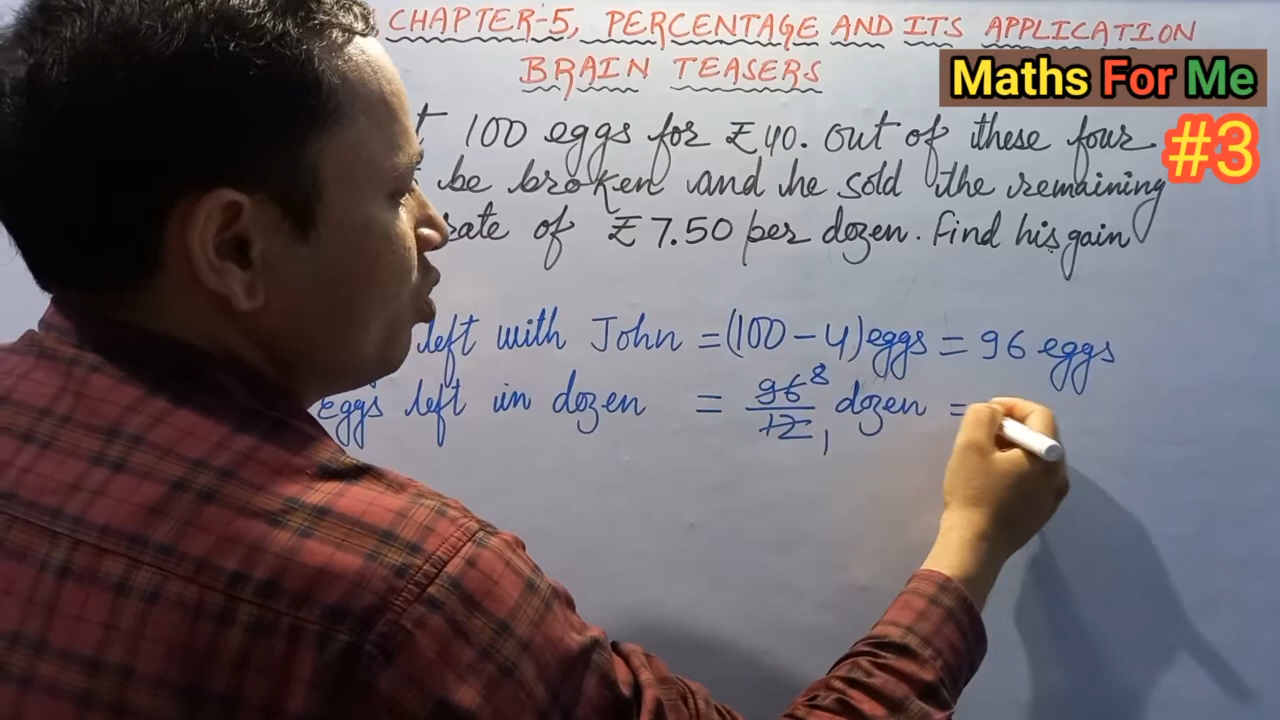 CHAPTER-5, PERCENTAGE AND ITS APPLICATION
BRAIN TEASERS
Maths For Me
#3
100 eggs for ₹40. out of these four
be broken and he sold the remaining
rate of ₹7.50 per dozen. Find his gain
left with John = (100 - 4) eggs = 96 eggs
eggs left in dozen = 96 8 / 12 1 dozen =